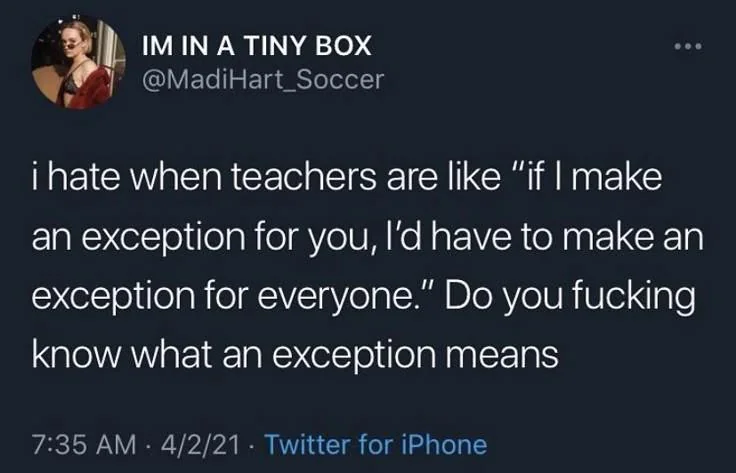 IM IN A TINY BOX
@MadiHart_Soccer
i hate when teachers are like “if I make
an exception for you, I’d have to make an
exception for everyone.” Do you fucking
know what an exception means
7:35 AM · 4/2/21 · Twitter for iPhone